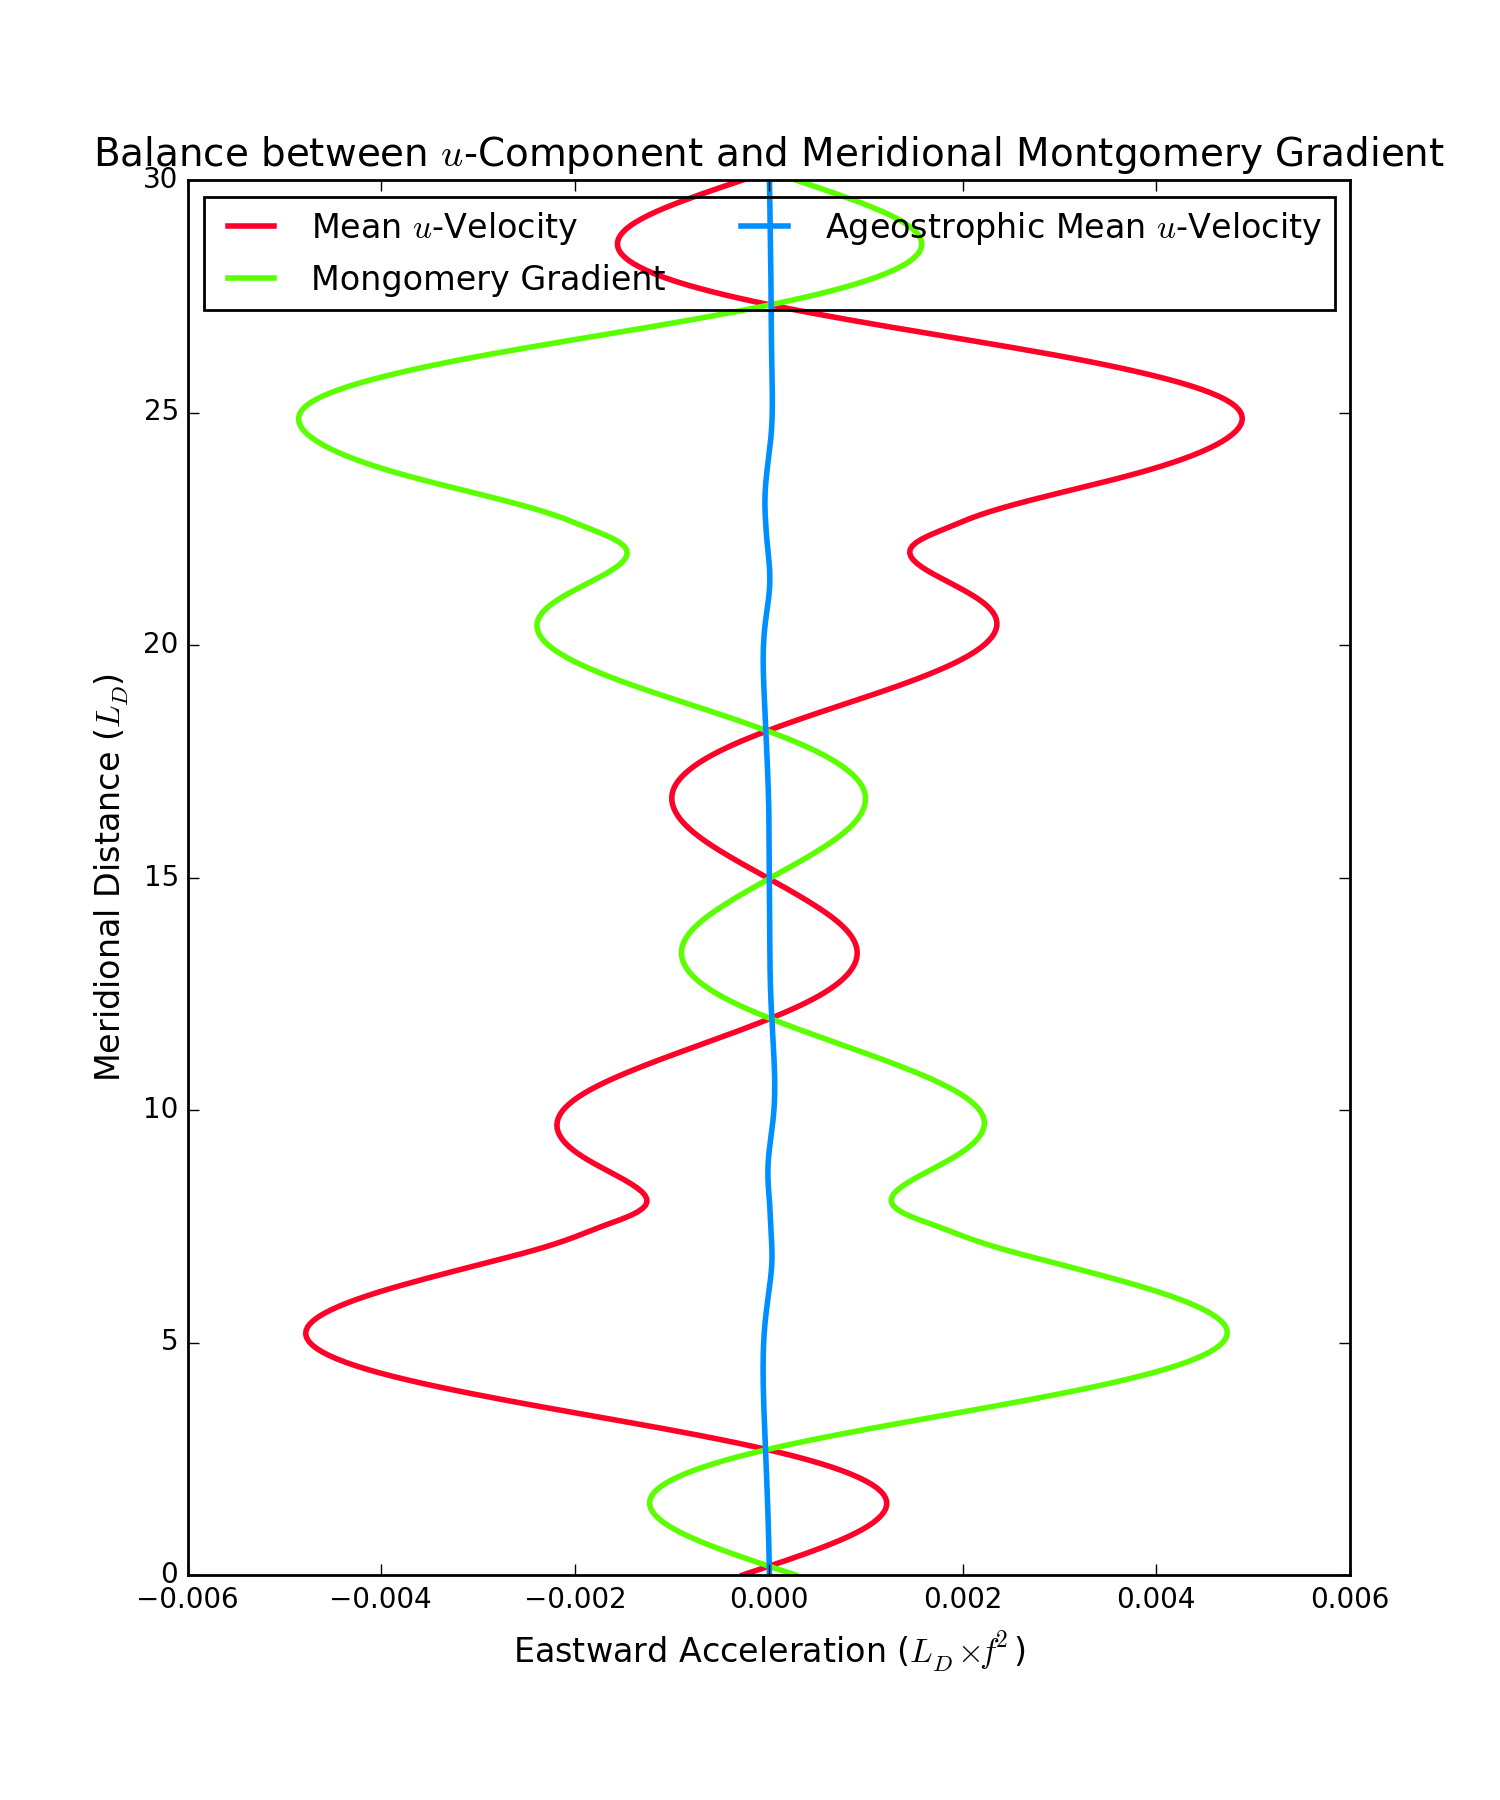 Balance between u-Component and Meridional Montgomery Gradient
30
Mean u-Velocity
Mongomery Gradient
Ageostrophic Mean u-Velocity
25
20
15
10
5
0
Meridional Distance (L_D)
−0.006 −0.004 −0.002 0.000 0.002 0.004 0.006
Eastward Acceleration (L_D×f²)